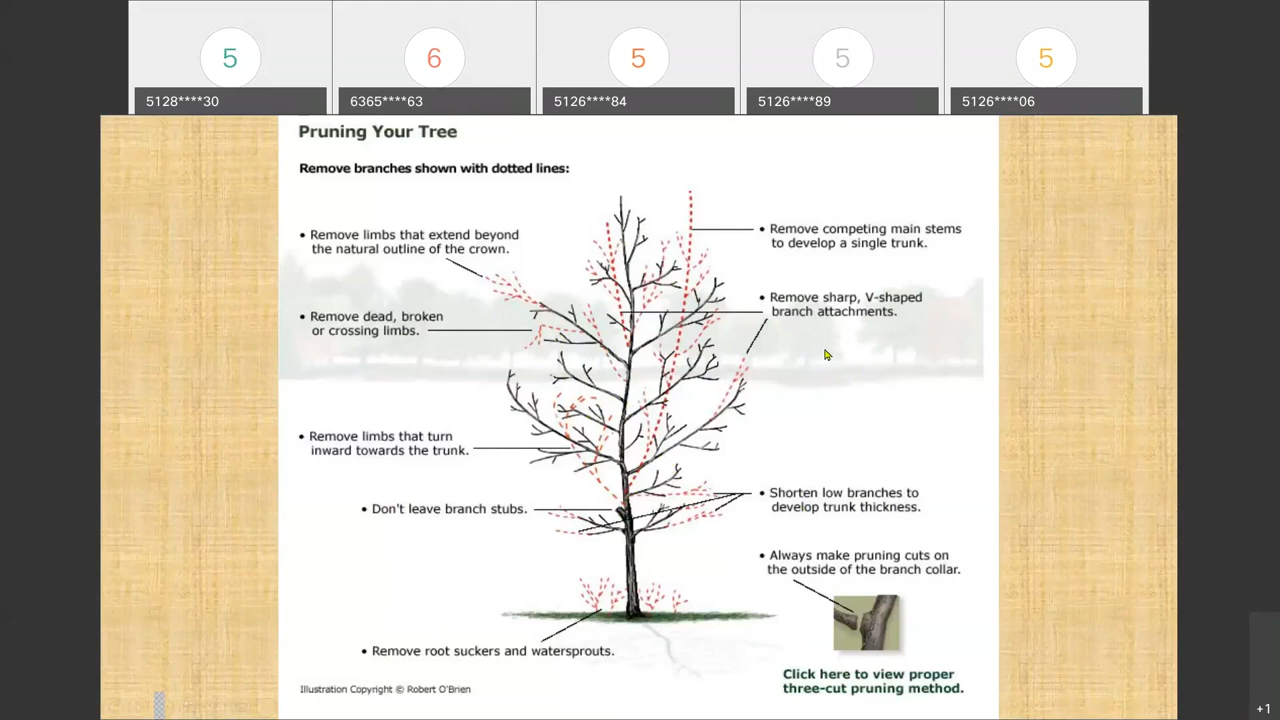 5
6
5
5
5
5128****30
6365****63
5126****84
5126****89
5126****06
Pruning Your Tree
Remove branches shown with dotted lines:
• Remove limbs that extend beyond
the natural outline of the crown.
• Remove competing main stems
to develop a single trunk.
• Remove sharp, V-shaped
branch attachments.
• Remove dead, broken
or crossing limbs.
• Remove limbs that turn
inward towards the trunk.
• Don't leave branch stubs.
• Shorten low branches to
develop trunk thickness.
• Always make pruning cuts on
the outside of the branch collar.
• Remove root suckers and watersprouts.
Click here to view proper
three-cut pruning method.
Illustration Copyright © Robert O'Brien
+1